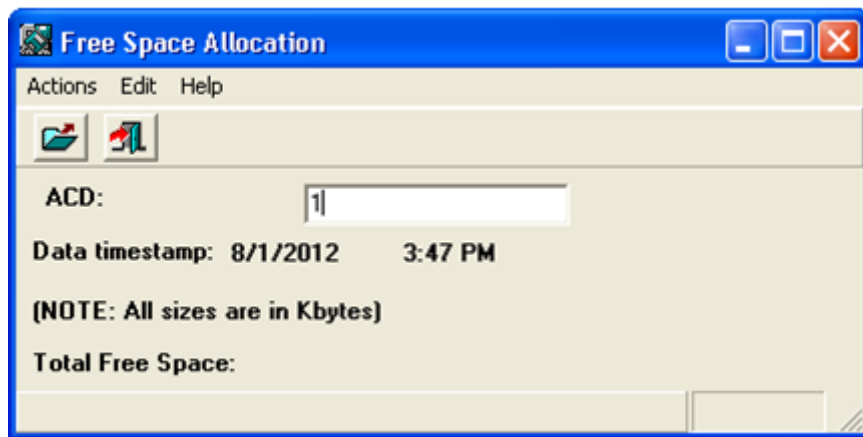 Free Space Allocation
Actions Edit Help
ACD: 1
Data timestamp: 8/1/2012 3:47 PM
(NOTE: All sizes are in Kbytes)
Total Free Space: